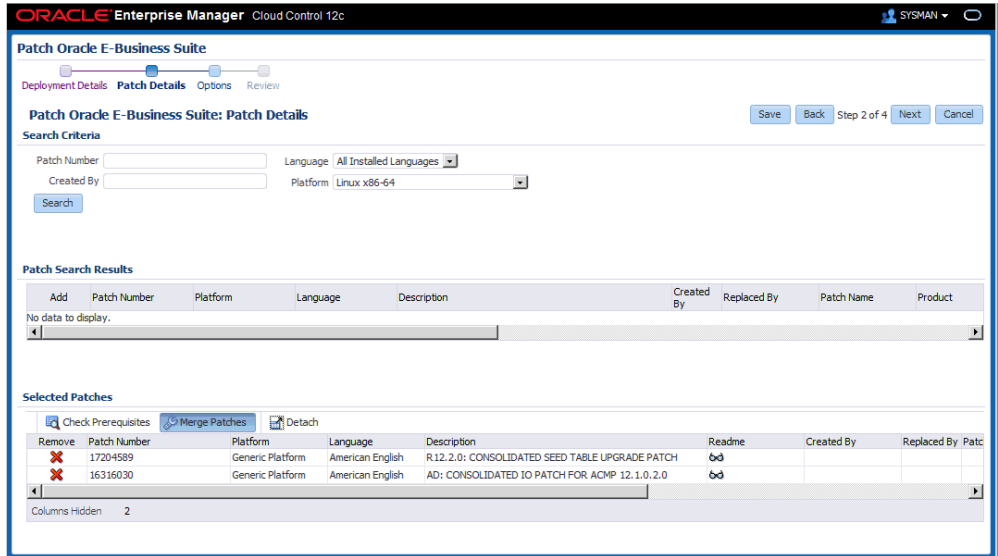 ORACLE Enterprise Manager Cloud Control 12c SYSMAN
Patch Oracle E-Business Suite
Deployment Details Patch Details Options Review
Patch Oracle E-Business Suite: Patch Details Save Back Step 2 of 4 Next Cancel
Search Criteria
Patch Number Language All Installed Languages
Created By Platform Linux x86-64
Search
Patch Search Results
Add Patch Number Platform Language Description Created By Replaced By Patch Name Product
No data to display.
Selected Patches
Check Prerequisites Merge Patches Detach
Remove Patch Number Platform Language Description Readme Created By Replaced By Patc
17204589 Generic Platform American English R12.2.0: CONSOLIDATED SEED TABLE UPGRADE PATCH
16316030 Generic Platform American English AD: CONSOLIDATED IO PATCH FOR ACMP 12.1.0.2.0
Columns Hidden 2